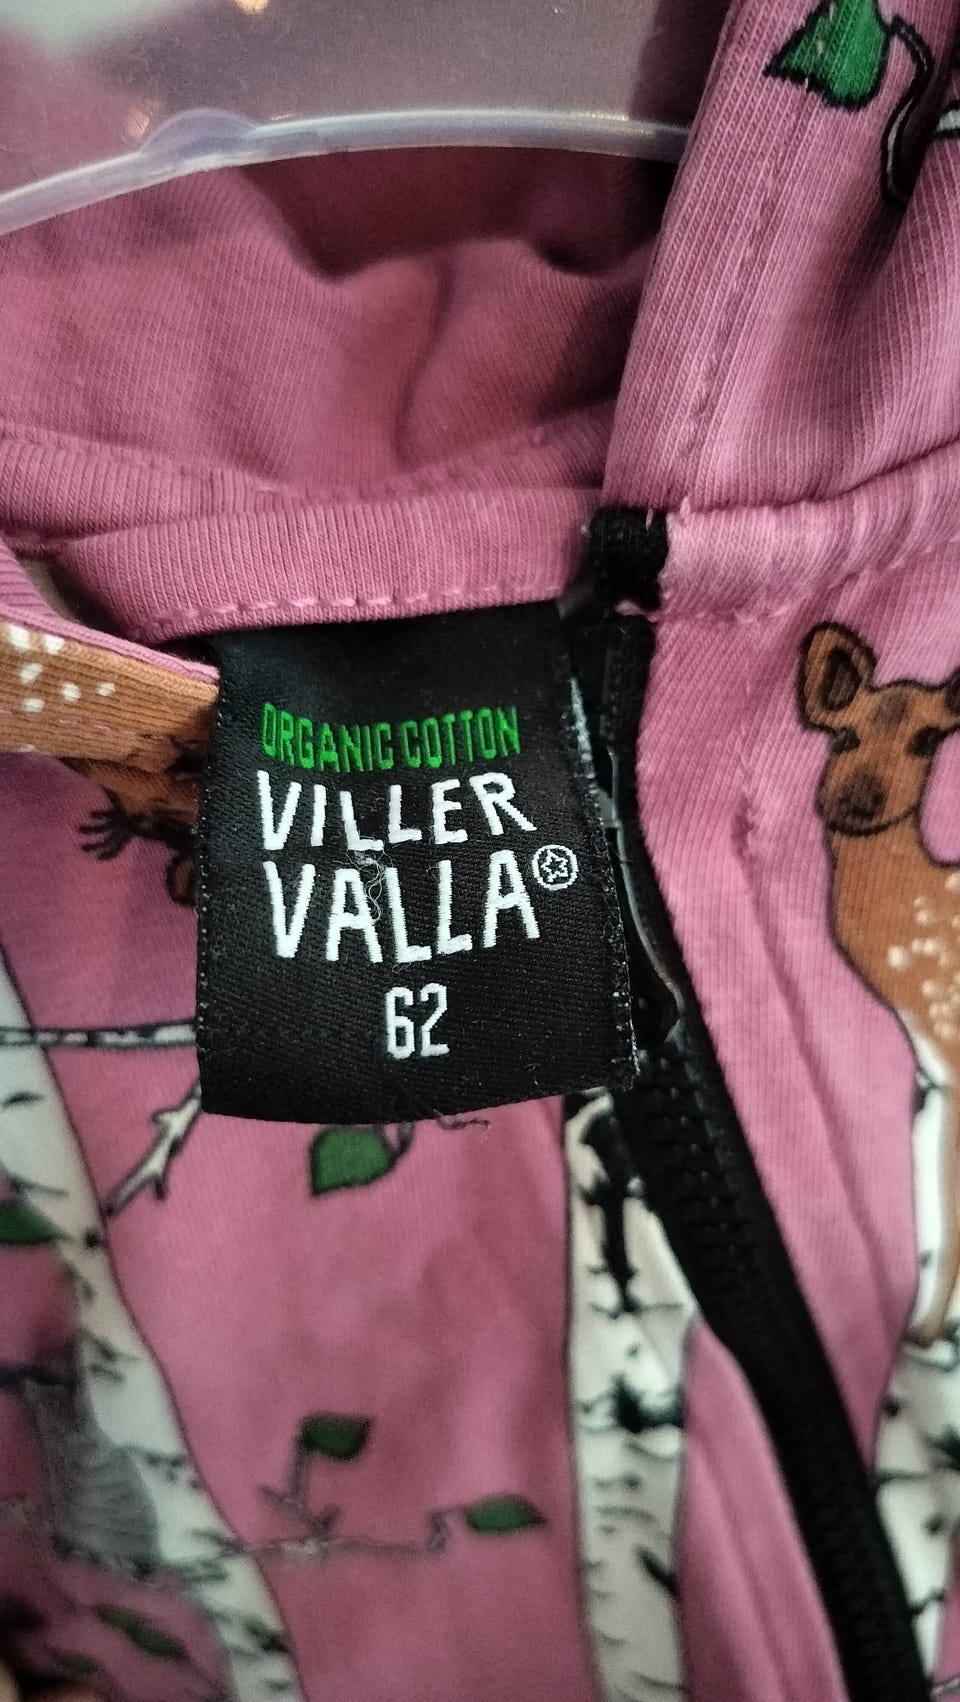 ORGANIC COTTON
VILLER
VALLA
62